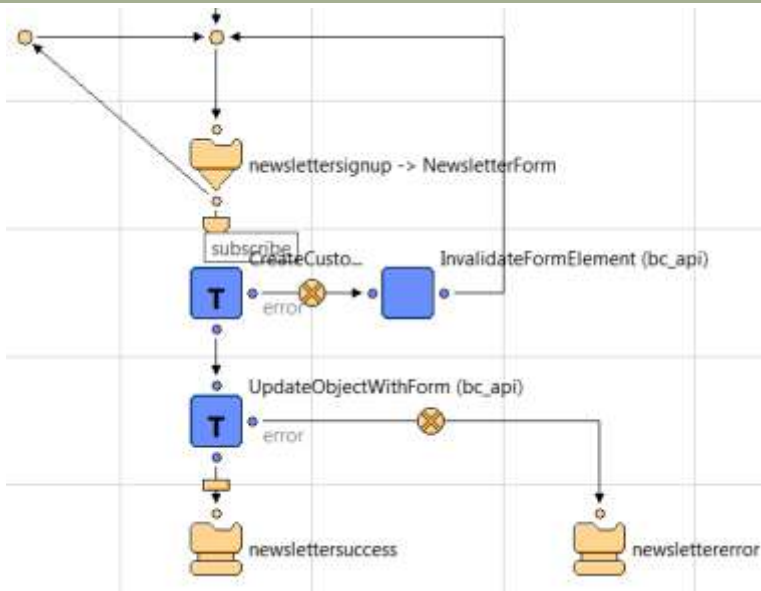 newslettersignup -> NewsletterForm
subscribe
CreateCusto...
InvalidateFormElement (bc_api)
T
error
UpdateObjectWithForm (bc_api)
T
error
newslettersuccess
newslettererror